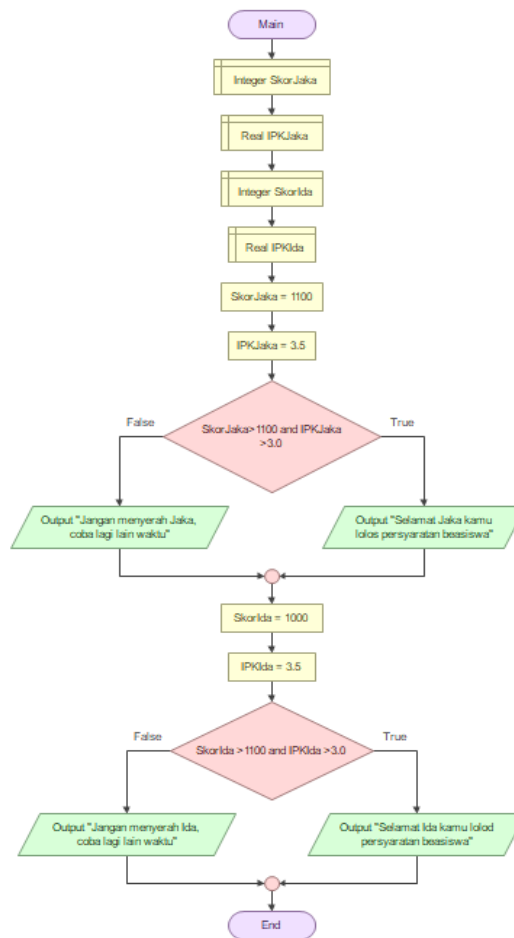 Main
Integer SkorJaka
Real IPKJaka
Integer SkorIda
Real IPKIda
SkorJaka = 1100
IPKJaka = 3.5
False
True
SkorJaka>1100 and IPKJaka
>3.0
Output "Jangan menyerah Jaka,
coba lagi lain waktu"
Output "Selamat Jaka kamu
lolos persyaratan beasiswa"
SkorIda = 1000
IPKIda = 3.5
False
True
SkorIda >1100 and IPKIda >3.0
Output "Jangan menyerah Ida,
coba lagi lain waktu"
Output "Selamat Ida kamu lolod
persyaratan beasiswa"
End